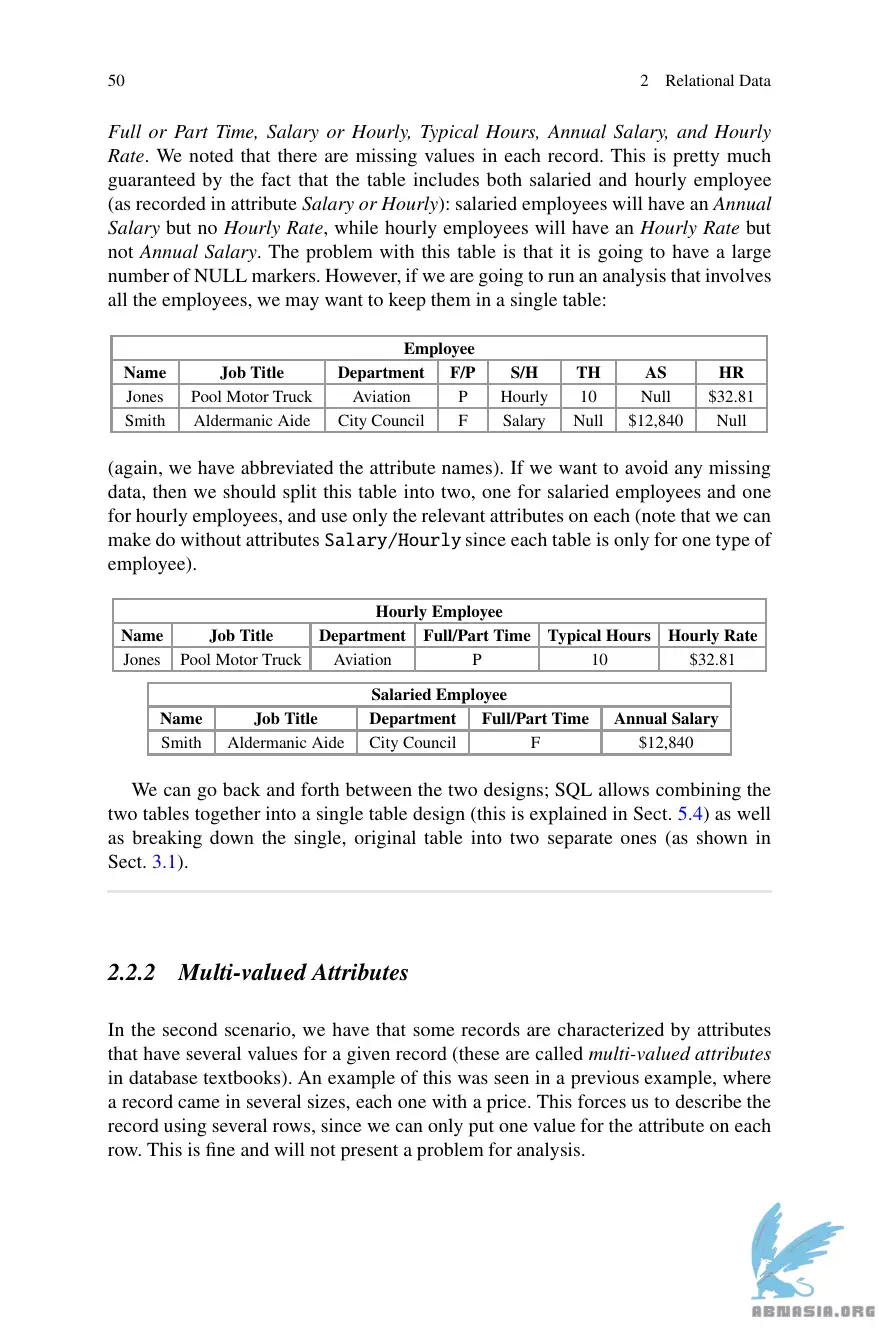 50 2 Relational Data
Full or Part Time, Salary or Hourly, Typical Hours, Annual Salary, and Hourly
Rate. We noted that there are missing values in each record. This is pretty much
guaranteed by the fact that the table includes both salaried and hourly employee
(as recorded in attribute Salary or Hourly): salaried employees will have an Annual
Salary but no Hourly Rate, while hourly employees will have an Hourly Rate but
not Annual Salary. The problem with this table is that it is going to have a large
number of NULL markers. However, if we are going to run an analysis that involves
all the employees, we may want to keep them in a single table:
Employee
Name Job Title Department F/P S/H TH AS HR
Jones Pool Motor Truck Aviation P Hourly 10 Null $32.81
Smith Aldermanic Aide City Council F Salary Null $12,840 Null
(again, we have abbreviated the attribute names). If we want to avoid any missing
data, then we should split this table into two, one for salaried employees and one
for hourly employees, and use only the relevant attributes on each (note that we can
make do without attributes Salary/Hourly since each table is only for one type of
employee).
Hourly Employee
Name Job Title Department Full/Part Time Typical Hours Hourly Rate
Jones Pool Motor Truck Aviation P 10 $32.81
Salaried Employee
Name Job Title Department Full/Part Time Annual Salary
Smith Aldermanic Aide City Council F $12,840
We can go back and forth between the two designs; SQL allows combining the
two tables together into a single table design (this is explained in Sect. 5.4) as well
as breaking down the single, original table into two separate ones (as shown in
Sect. 3.1).
2.2.2 Multi-valued Attributes
In the second scenario, we have that some records are characterized by attributes
that have several values for a given record (these are called multi-valued attributes
in database textbooks). An example of this was seen in a previous example, where
a record came in several sizes, each one with a price. This forces us to describe the
record using several rows, since we can only put one value for the attribute on each
row. This is fine and will not present a problem for analysis.
ABNASIA.ORG